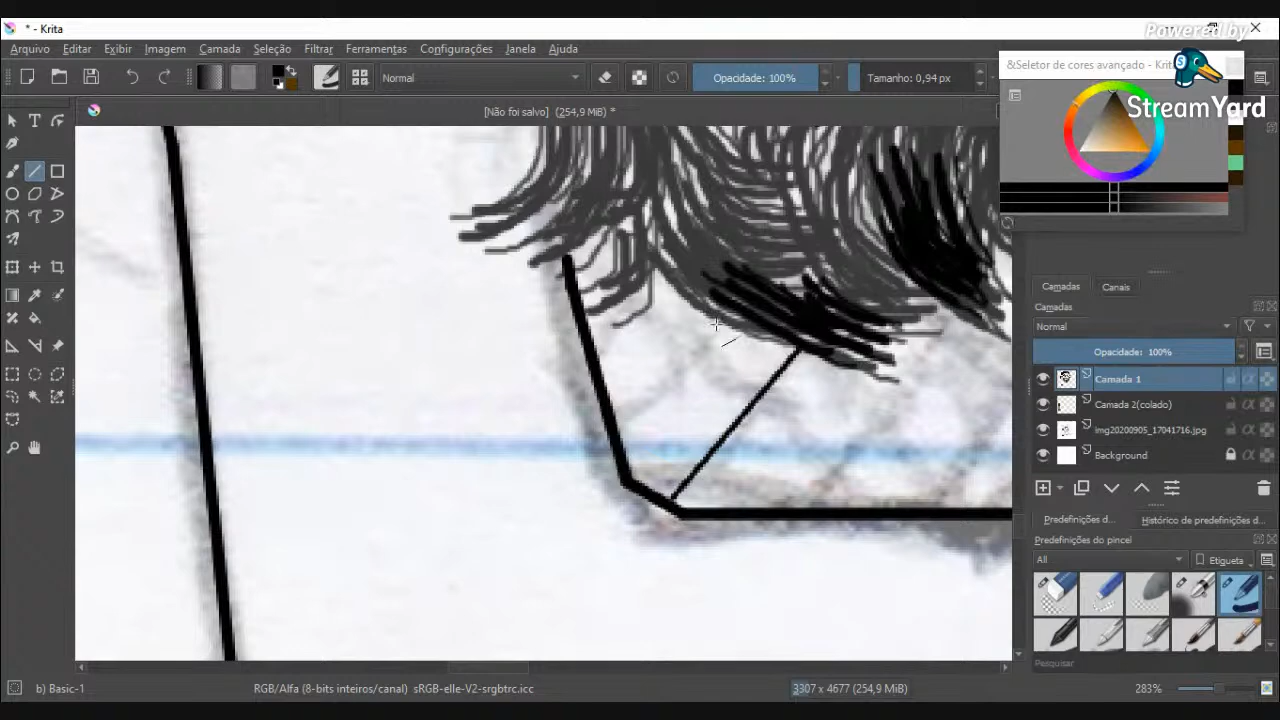 * - Krita
Powered by
StreamYard
Arquivo Editar Exibir Imagem Camada Seleção Filtrar Ferramentas Configurações Janela Ajuda
Normal
Opacidade: 100%
Tamanho: 0,94 px
&Seletor de cores avançado - Krit
[Não foi salvo] (254,9 MiB) *
Camadas Canais
Camadas
Normal
Opacidade: 100%
Camada 1
Camada 2(colado)
img20200905_17041716.jpg
Background
Predefinições d... Histórico de predefinições d...
Predefinições do pincel
All Etiqueta
Pesquisar
b) Basic-1 RGB/Alfa (8-bits inteiros/canal) sRGB-elle-V2-srgbtrc.icc 3307 x 4677 (254,9 MiB) 283%